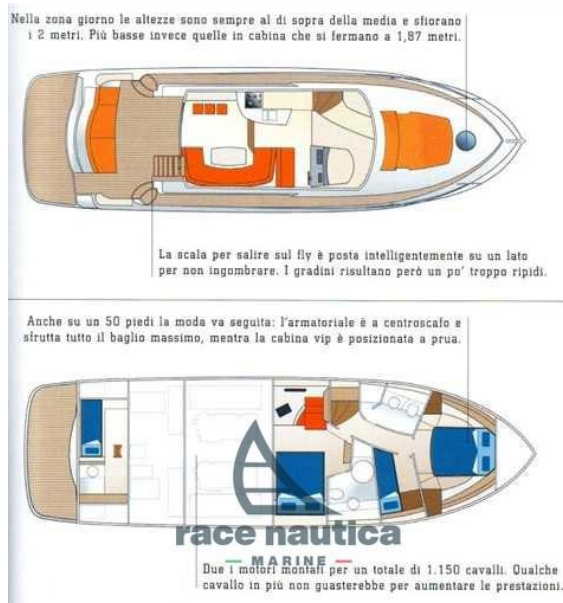 Nella zona giorno le altezze sono sempre al di sopra della media e sfiorano
i 2 metri. Più basse invece quelle in cabina che si fermano a 1,87 metri.
La scala per salire sul fly è posta intelligentemente su un lato
per non ingombrare. I gradini risultano però un po' troppo ripidi.
Anche su un 50 piedi la moda va seguita: l'armatoriale è a centroscafo e
sfrutta tutto il baglio massimo, mentra la cabina vip è posizionata a prua.
race nautica
MARINE
Due i motori montati per un totale di 1.150 cavalli. Qualche
cavallo in più non guasterebbe per aumentare le prestazioni.